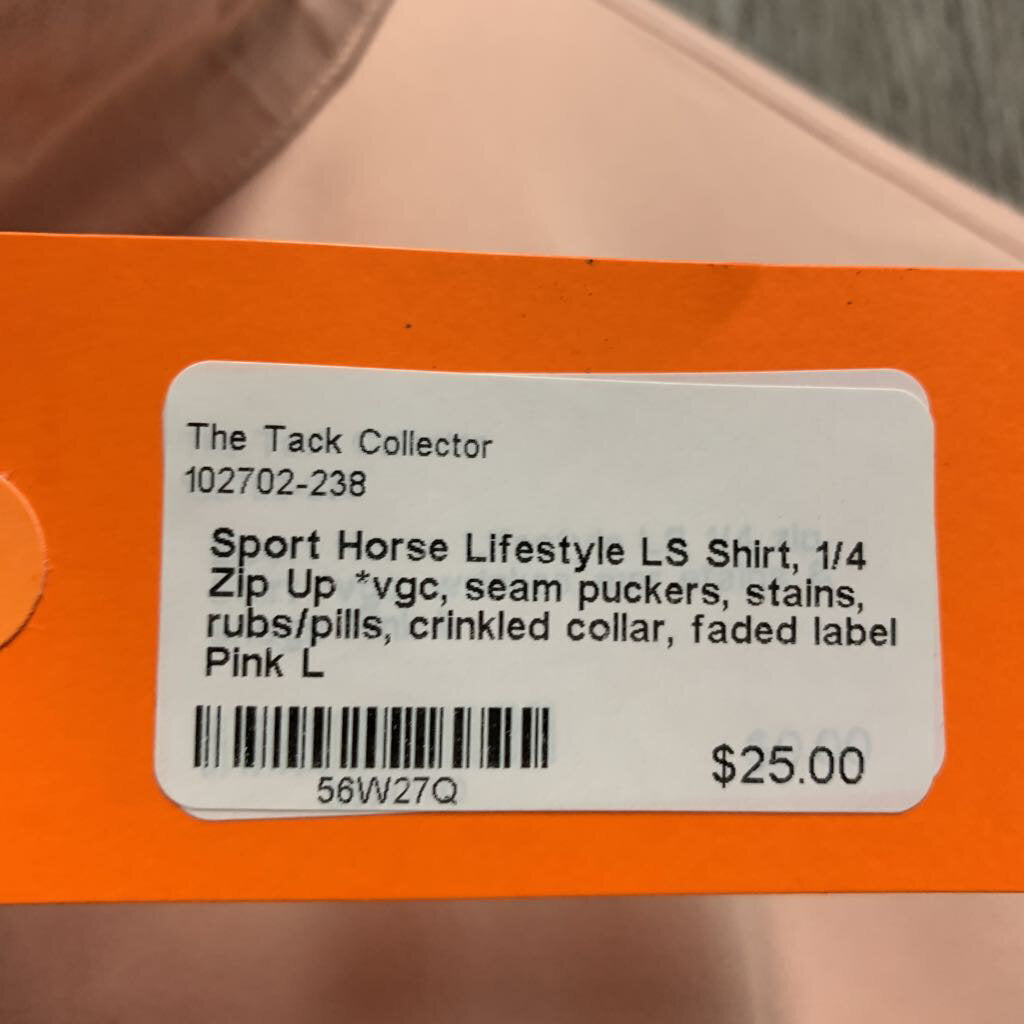 The Tack Collector
102702-238
Sport Horse Lifestyle LS Shirt, 1/4
Zip Up *vgc, seam puckers, stains,
rubs/pills, crinkled collar, faded label
Pink L
56W27Q
$25.00